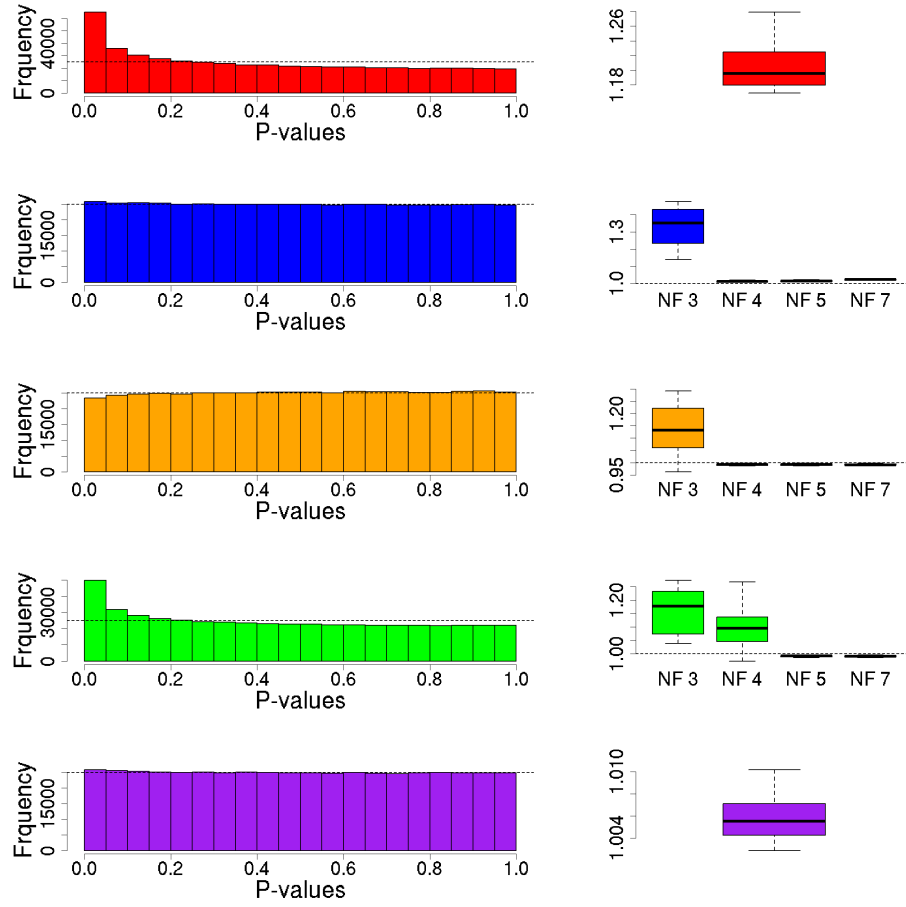 Frquency
0
40000
0.0 0.2 0.4 0.6 0.8 1.0
P-values
1.18
1.26
Frquency
0
15000
0.0 0.2 0.4 0.6 0.8 1.0
P-values
1.0
1.3
NF 3 NF 4 NF 5 NF 7
Frquency
0
15000
0.0 0.2 0.4 0.6 0.8 1.0
P-values
0.95
1.20
NF 3 NF 4 NF 5 NF 7
Frquency
0
30000
0.0 0.2 0.4 0.6 0.8 1.0
P-values
1.00
1.20
NF 3 NF 4 NF 5 NF 7
Frquency
0
15000
0.0 0.2 0.4 0.6 0.8 1.0
P-values
1.004
1.010